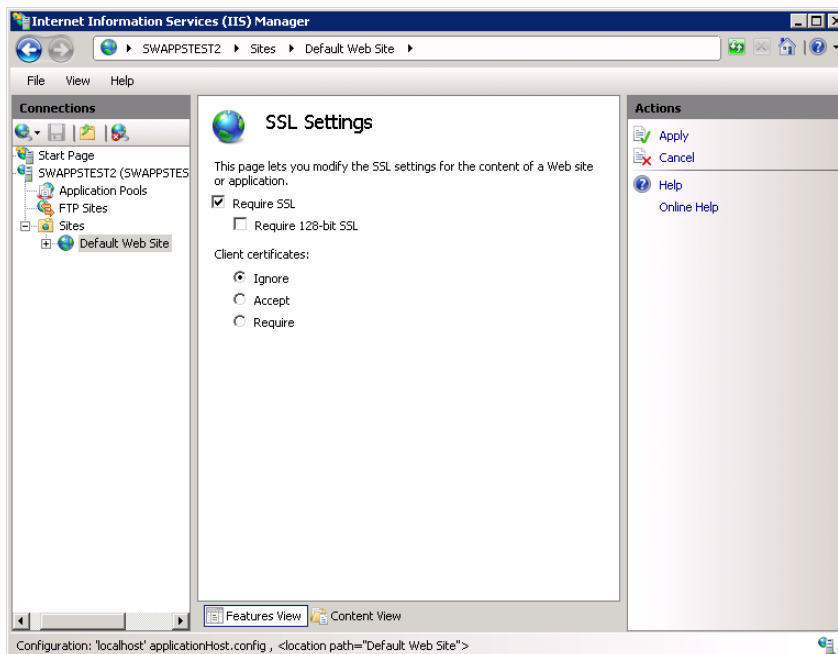 Internet Information Services (IIS) Manager
SWAPPSTEST2 Sites Default Web Site
File View Help
Connections
Start Page
SWAPPSTEST2 (SWAPPSTES
Application Pools
FTP Sites
Sites
Default Web Site
SSL Settings
This page lets you modify the SSL settings for the content of a Web site
or application.
Require SSL
Require 128-bit SSL
Client certificates:
Ignore
Accept
Require
Features View Content View
Actions
Apply
Cancel
Help
Online Help
Configuration: 'localhost' applicationHost.config , <location path="Default Web Site">